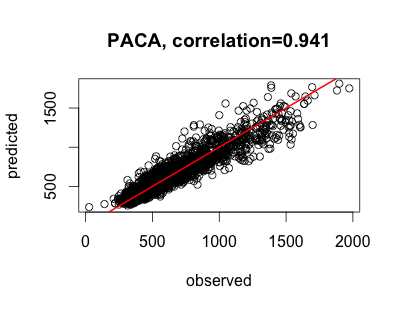 PACA, correlation=0.941
predicted
1500
500
0 500 1000 1500 2000
observed